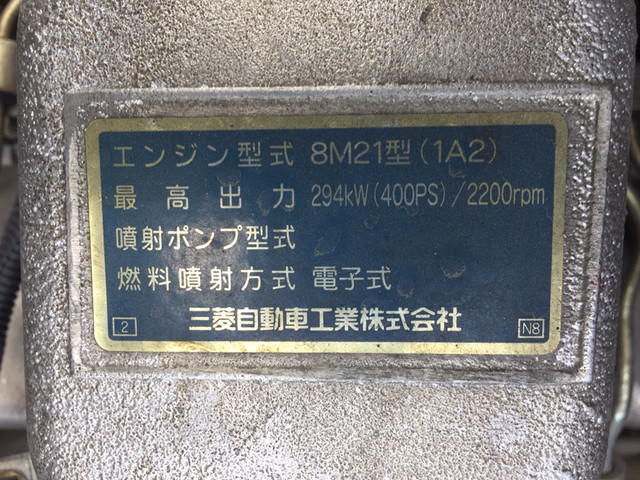 エンジン型式 8M21型(1A2)
最高出力 294kW(400PS)/2200rpm
噴射ポンプ型式
燃料噴射方式 電子式
2 三菱自動車工業株式会社 N8